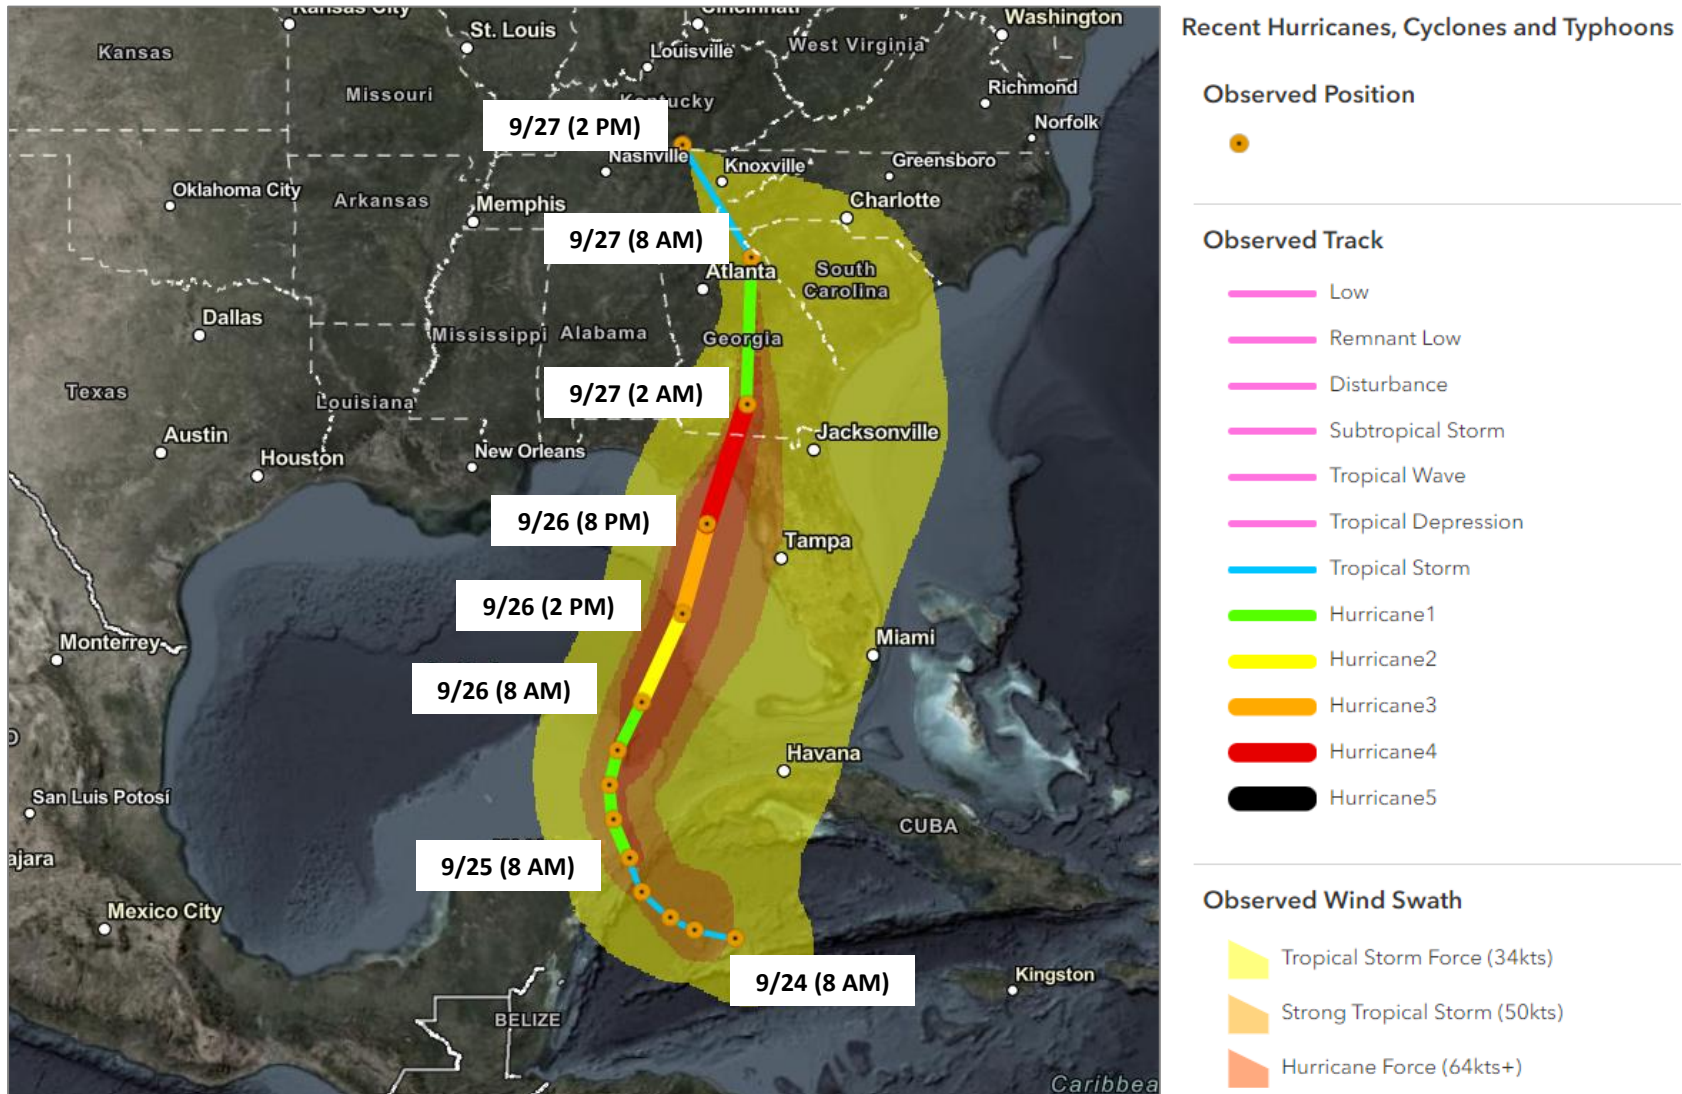 Kansas City
Cincinnati
Washington
St. Louis
Kansas
Louisville
West Virginia
Missouri
Richmond
Kentucky
9/27 (2 PM)
Norfolk
Nashville
Knoxville
Greensboro
Oklahoma City
Arkansas
Memphis
Charlotte
9/27 (8 AM)
Atlanta
South
Carolina
Dallas
Mississippi
Alabama
Georgia
Texas
Louisiana
9/27 (2 AM)
Austin
Jacksonville
Houston
New Orleans
9/26 (8 PM)
Tampa
9/26 (2 PM)
Monterrey
Miami
9/26 (8 AM)
Havana
San Luis Potosí
CUBA
ajara
9/25 (8 AM)
Mexico City
9/24 (8 AM)
Kingston
BELIZE
Caribbea
Recent Hurricanes, Cyclones and Typhoons
Observed Position
Observed Track
Low
Remnant Low
Disturbance
Subtropical Storm
Tropical Wave
Tropical Depression
Tropical Storm
Hurricane1
Hurricane2
Hurricane3
Hurricane4
Hurricane5
Observed Wind Swath
Tropical Storm Force (34kts)
Strong Tropical Storm (50kts)
Hurricane Force (64kts+)